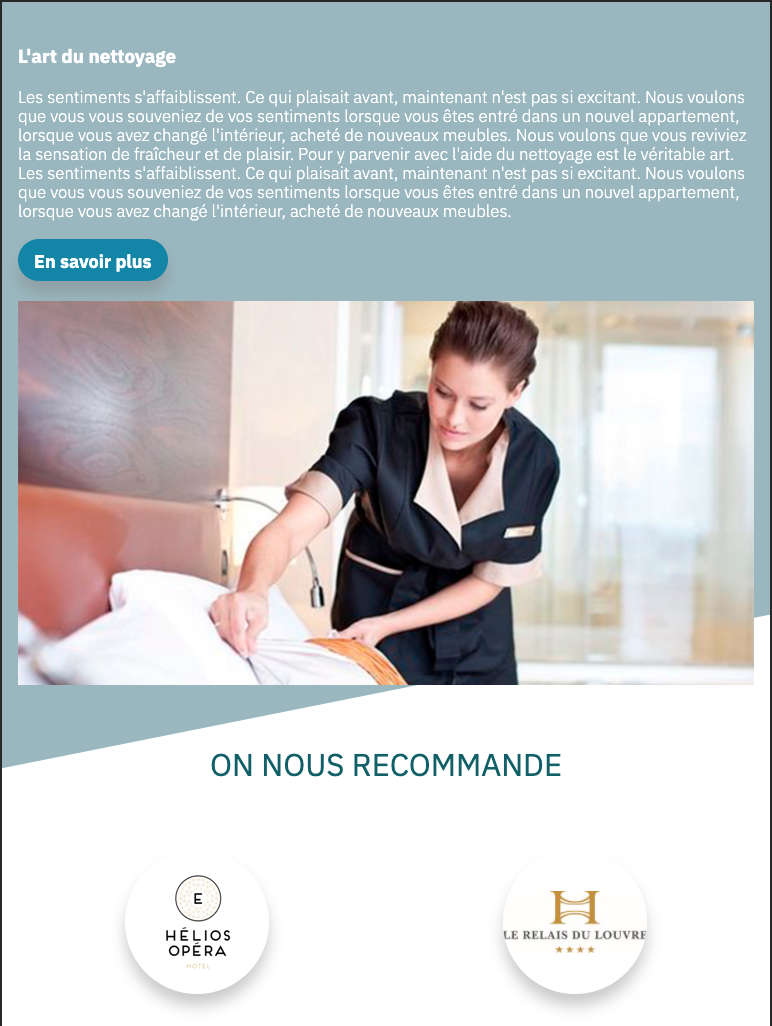 L'art du nettoyage
Les sentiments s'affaiblissent. Ce qui plaisait avant, maintenant n'est pas si excitant. Nous voulons
que vous vous souveniez de vos sentiments lorsque vous êtes entré dans un nouvel appartement,
lorsque vous avez changé l'intérieur, acheté de nouveaux meubles. Nous voulons que vous reviviez
la sensation de fraîcheur et de plaisir. Pour y parvenir avec l'aide du nettoyage est le véritable art.
Les sentiments s'affaiblissent. Ce qui plaisait avant, maintenant n'est pas si excitant. Nous voulons
que vous vous souveniez de vos sentiments lorsque vous êtes entré dans un nouvel appartement,
lorsque vous avez changé l'intérieur, acheté de nouveaux meubles.
En savoir plus
ON NOUS RECOMMANDE
E
HÉLIOS
OPÉRA
HOTEL
LE RELAIS DU LOUVRE
★★★★